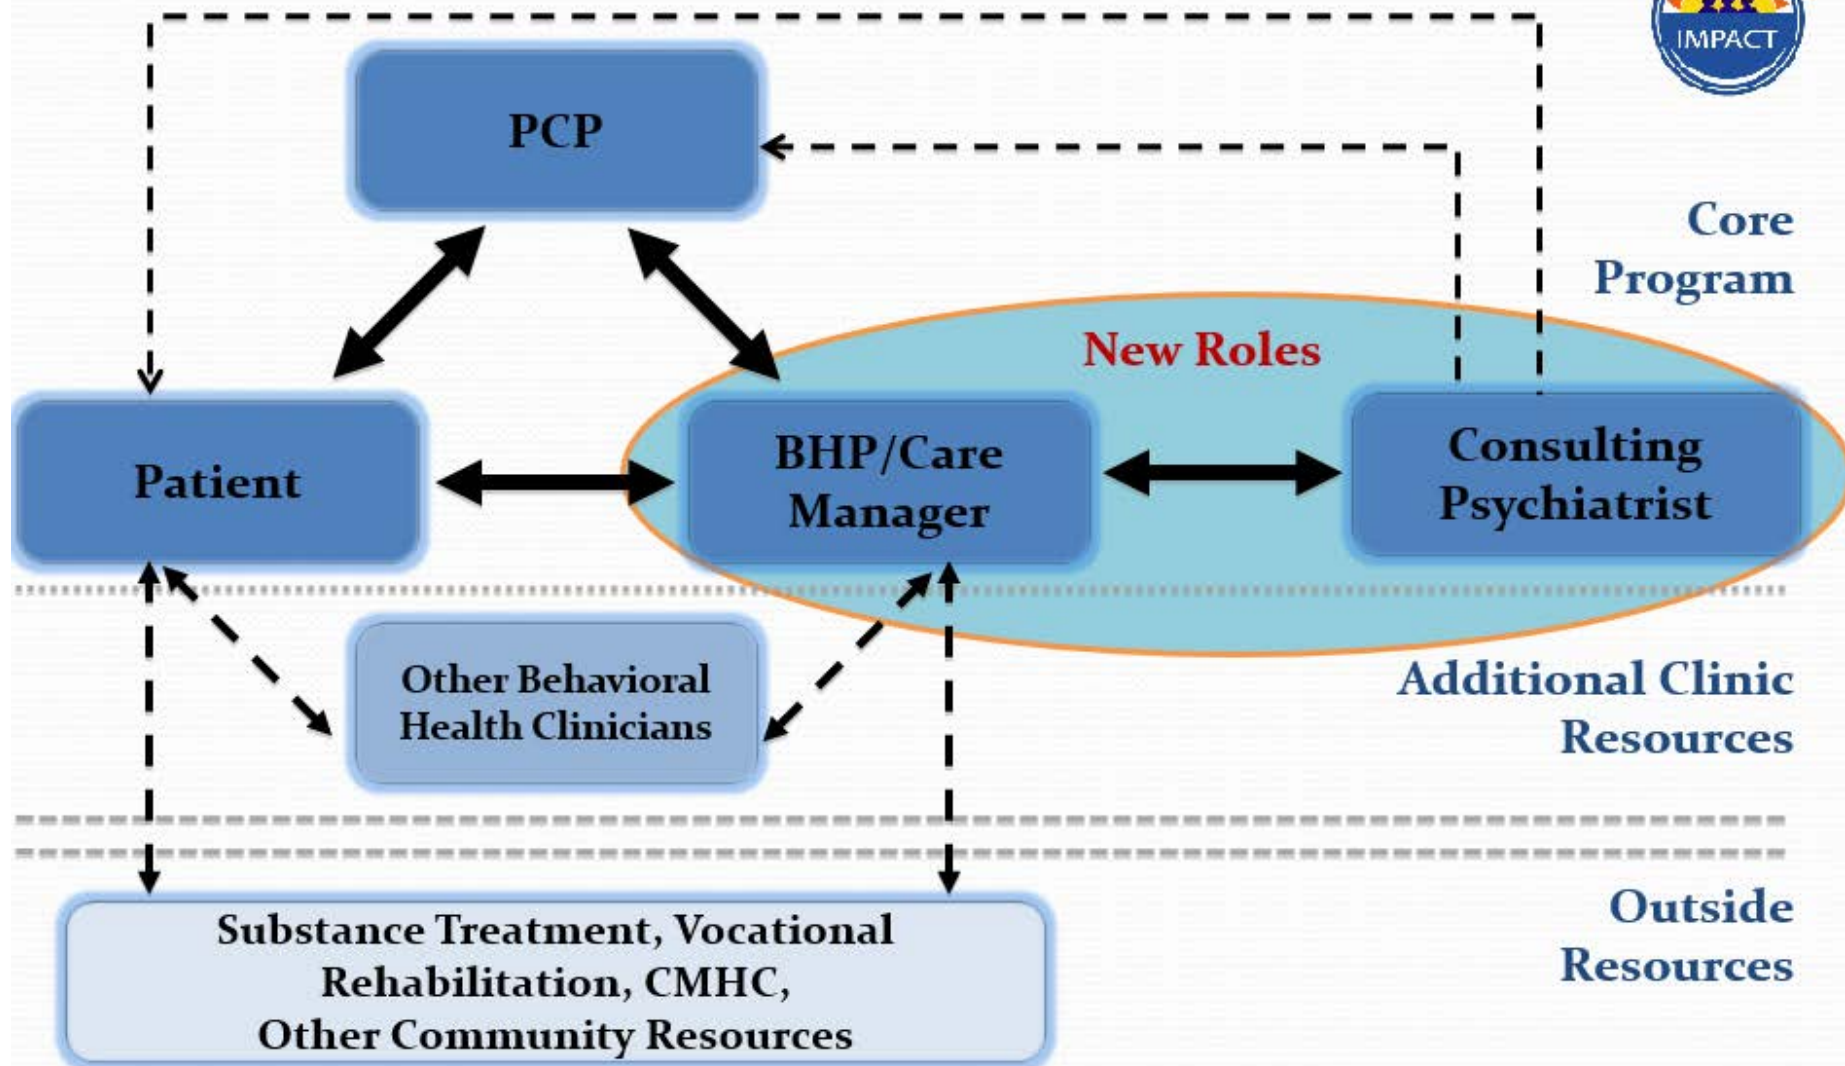 IMPACT
PCP
Core
Program
New Roles
Patient
BHP/Care
Manager
Consulting
Psychiatrist
Other Behavioral
Health Clinicians
Additional Clinic
Resources
Substance Treatment, Vocational
Rehabilitation, CMHC,
Other Community Resources
Outside
Resources